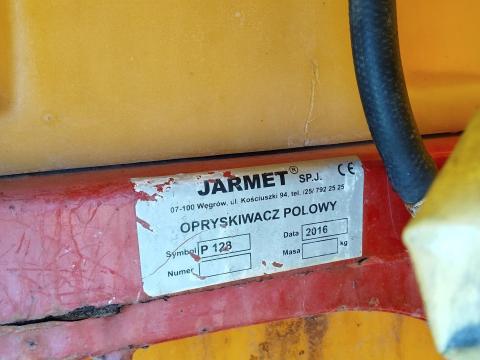 JARMET® SP.J. CE
07-100 Węgrów, ul. Kościuszki 94, tel. /25/ 792 25 25
OPRYSKIWACZ POLOWY
Symbol P 128 Data 2016
Numer Masa kg